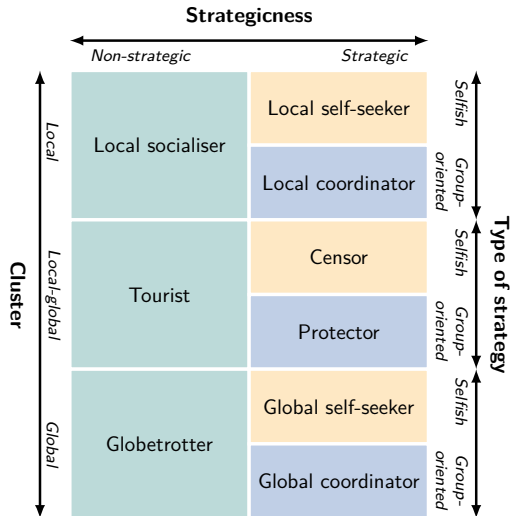 Strategicness
Non-strategic
Strategic
Cluster
Local
Local-global
Global
Local socialiser
Local self-seeker
Local coordinator
Tourist
Censor
Protector
Globetrotter
Global self-seeker
Global coordinator
Selfish
Group-
oriented
Selfish
Group-
oriented
Selfish
Group-
oriented
Type of strategy